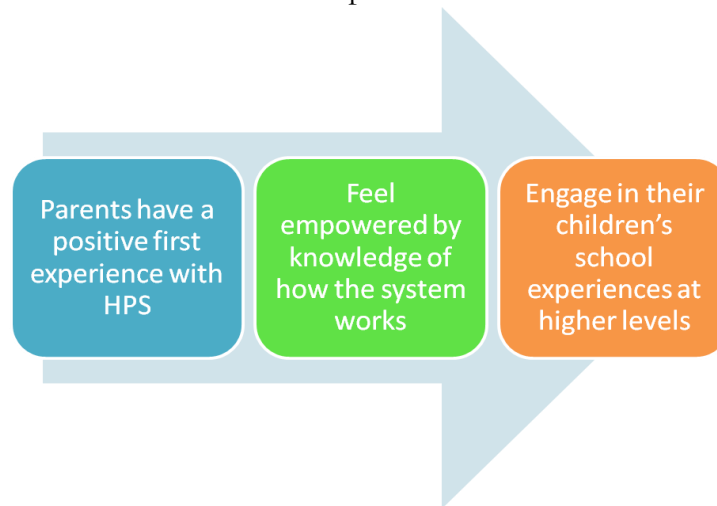 Parents have a
positive first
experience with
HPS
Feel
empowered by
knowledge of
how the system
works
Engage in their
children’s
school
experiences at
higher levels